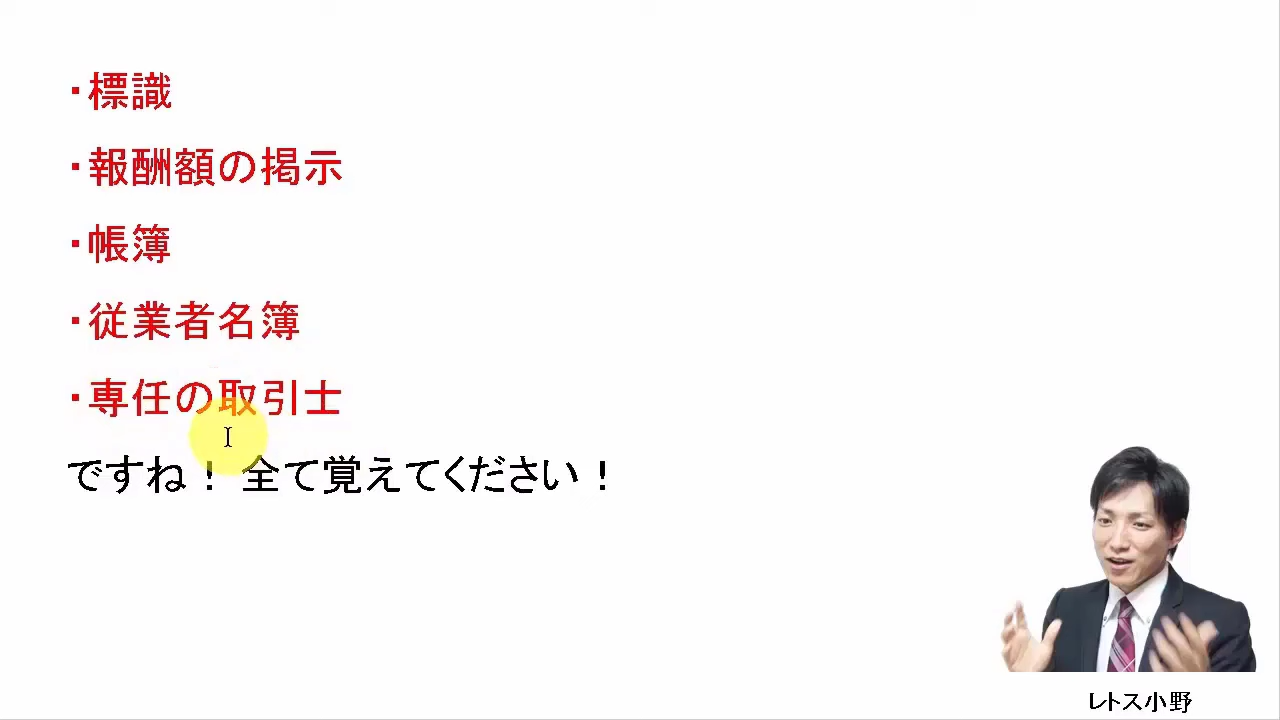 ・標識
・報酬額の掲示
・帳簿
・従業者名簿
・専任の取引士
ですね！ 全て覚えてください！
レトス小野